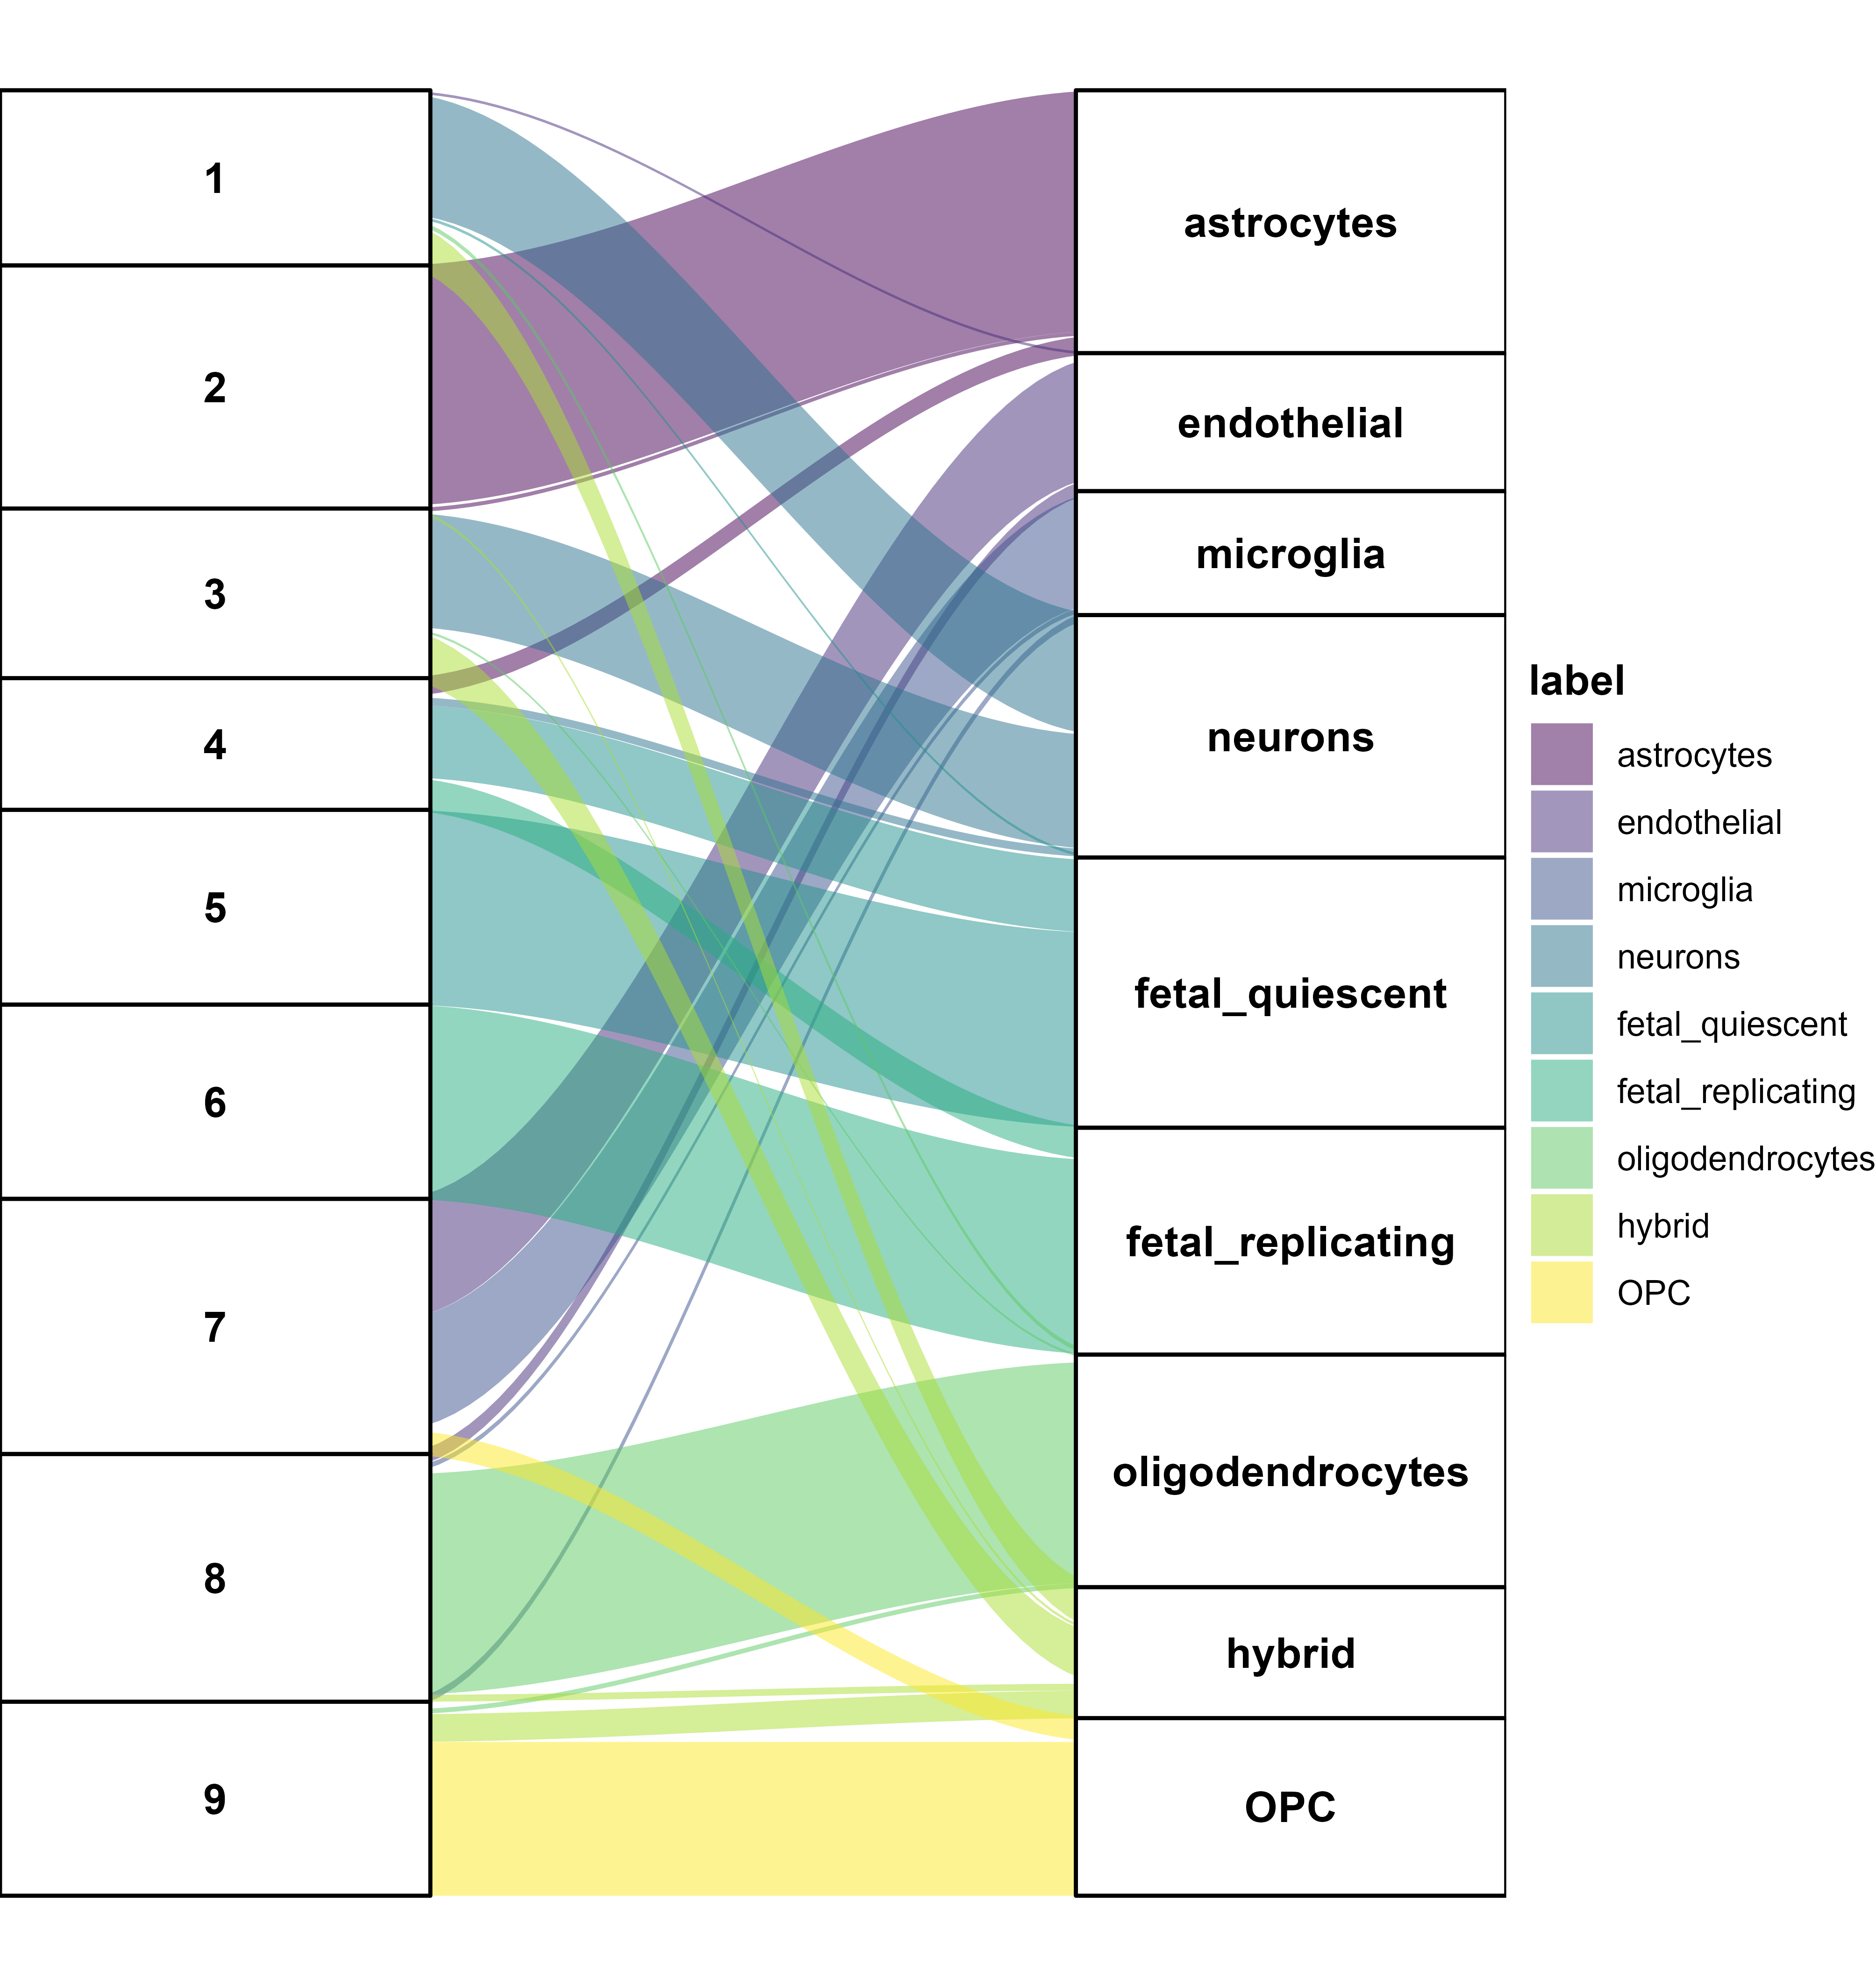 1
2
3
4
5
6
7
8
9
astrocytes
endothelial
microglia
neurons
fetal_quiescent
fetal_replicating
oligodendrocytes
hybrid
OPC
label
astrocytes
endothelial
microglia
neurons
fetal_quiescent
fetal_replicating
oligodendrocytes
hybrid
OPC